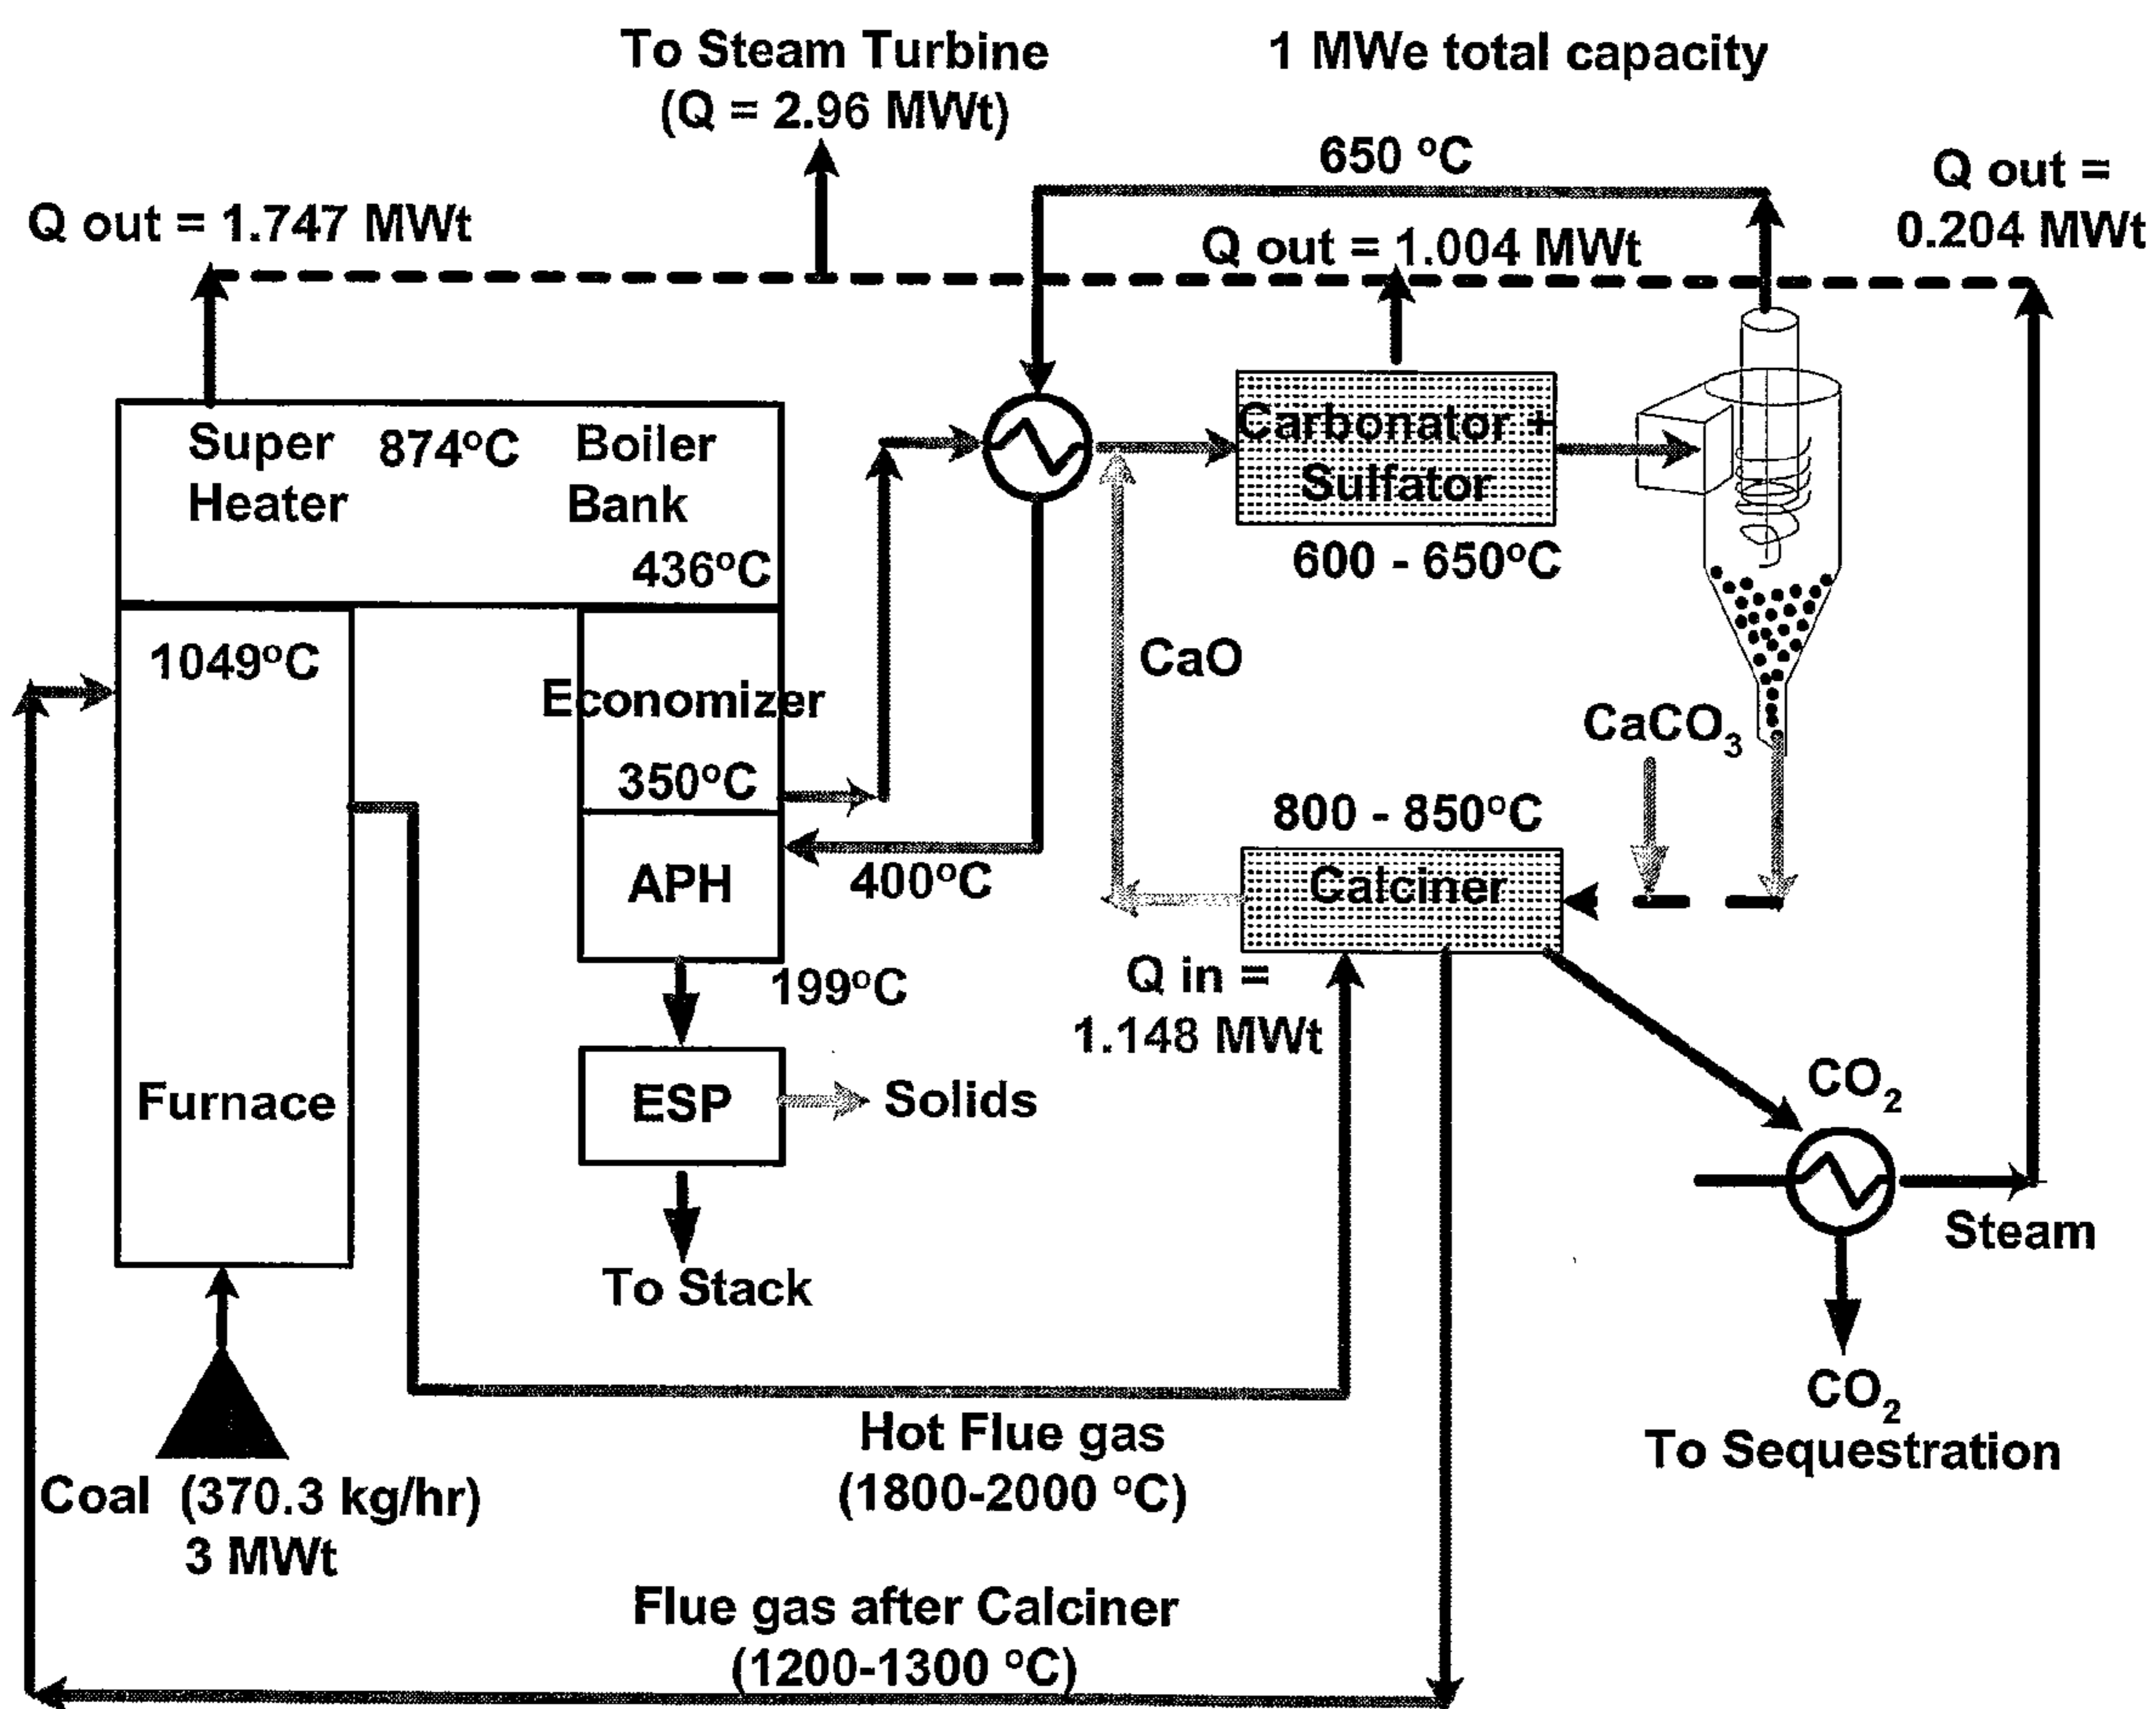 To Steam Turbine
(Q = 2.96 MWt)
1 MWe total capacity
650 °C
Q out =
0.204 MWt
Q out = 1.747 MWt
Q out = 1.004 MWt
Super
Heater
874°C
Boiler
Bank
436°C
Carbonator +
Sulfator
600 - 650°C
1049°C
Economizer
350°C
CaO
CaCO₃
800 - 850°C
APH
400°C
Calciner
199°C
Q in =
1.148 MWt
Furnace
ESP
Solids
CO₂
Steam
To Stack
CO₂
To Sequestration
Hot Flue gas
(1800-2000 °C)
Coal (370.3 kg/hr)
3 MWt
Flue gas after Calciner
(1200-1300 °C)